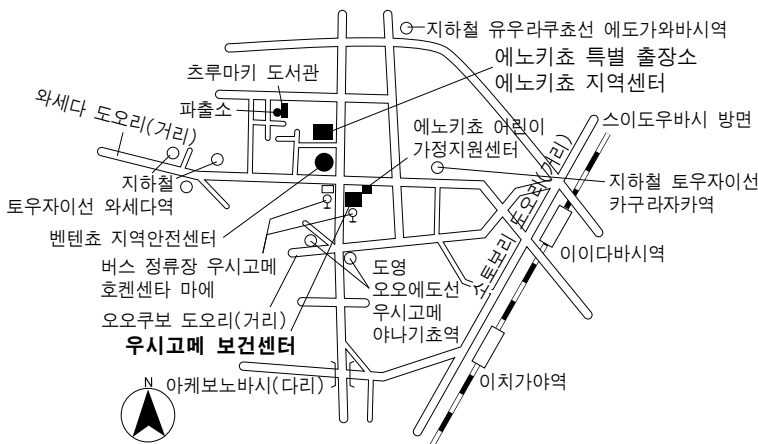 지하철 유우라쿠쵸선 에도가와바시역
에노키쵸 특별 출장소
에노키쵸 지역센터
츠루마키 도서관
파출소
와세다 도오리(거리)
에노키쵸 어린이
가정지원센터
스이도우바시 방면
지하철
토우자이선 와세다역
지하철 토우자이선
카구라자카역
벤텐쵸 지역안전센터
소토보리 도오리(거리)
이이다바시역
버스 정류장 우시고메
호켄센타 마에
도영
오오에도선
우시고메
야나기쵸역
오오쿠보 도오리(거리)
우시고메 보건센터
이치가야역
N
아케보노바시(다리)